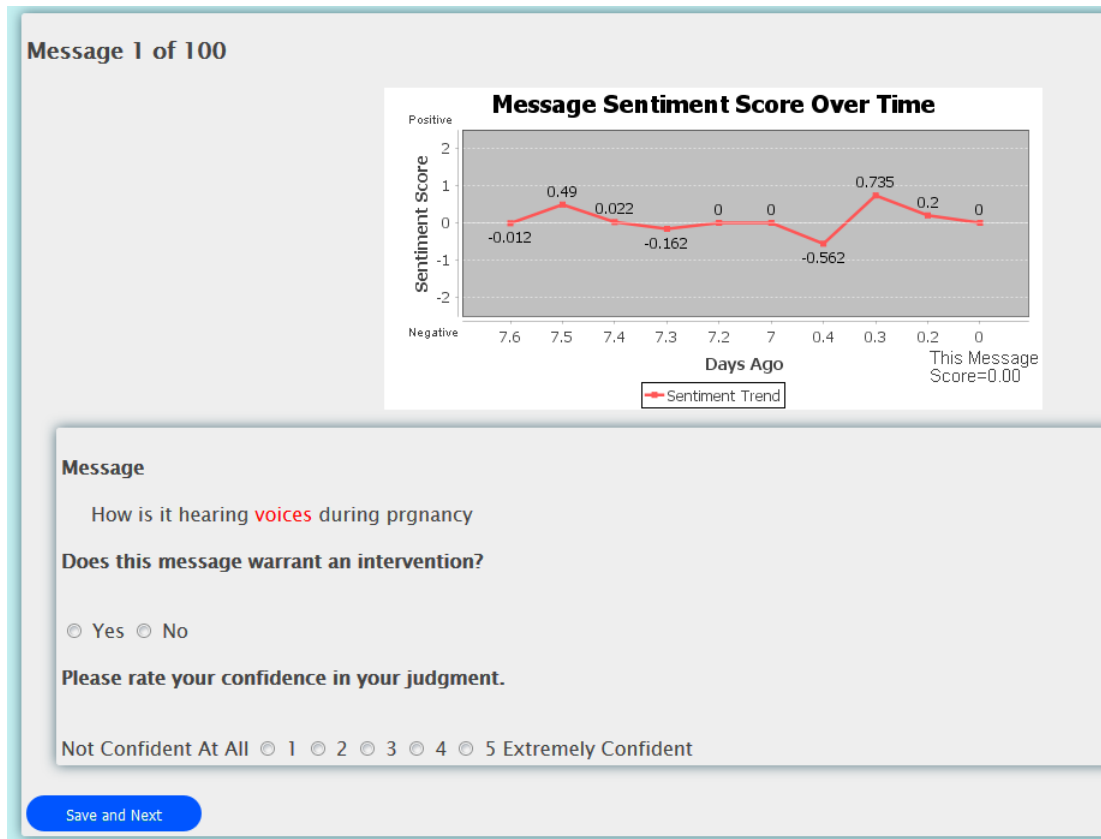 Message 1 of 100
Message Sentiment Score Over Time
Positive
Sentiment Score
2
1
0
-1
-2
Negative
-0.012
0.49
0.022
-0.162
0
0
-0.562
0.735
0.2
0
7.6 7.5 7.4 7.3 7.2 7 0.4 0.3 0.2 0
Days Ago
This Message
Score=0.00
Sentiment Trend
Message
How is it hearing voices during prgnancy
Does this message warrant an intervention?
Yes No
Please rate your confidence in your judgment.
Not Confident At All 1 2 3 4 5 Extremely Confident
Save and Next